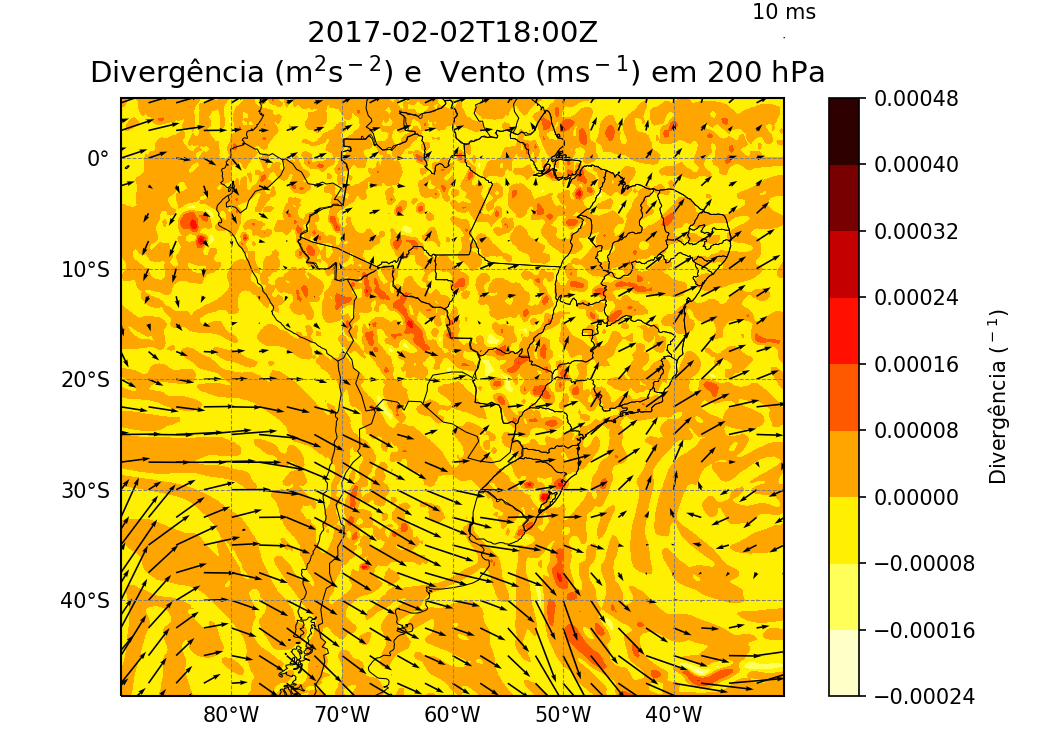 10 ms
2017-02-02T18:00Z
Divergência (m²s⁻²) e  Vento (ms⁻¹) em 200 hPa
0°
10°S
20°S
30°S
40°S
80°W 70°W 60°W 50°W 40°W
0.00048
0.00040
0.00032
0.00024
0.00016
0.00008
0.00000
−0.00008
−0.00016
−0.00024
Divergência (⁻¹)